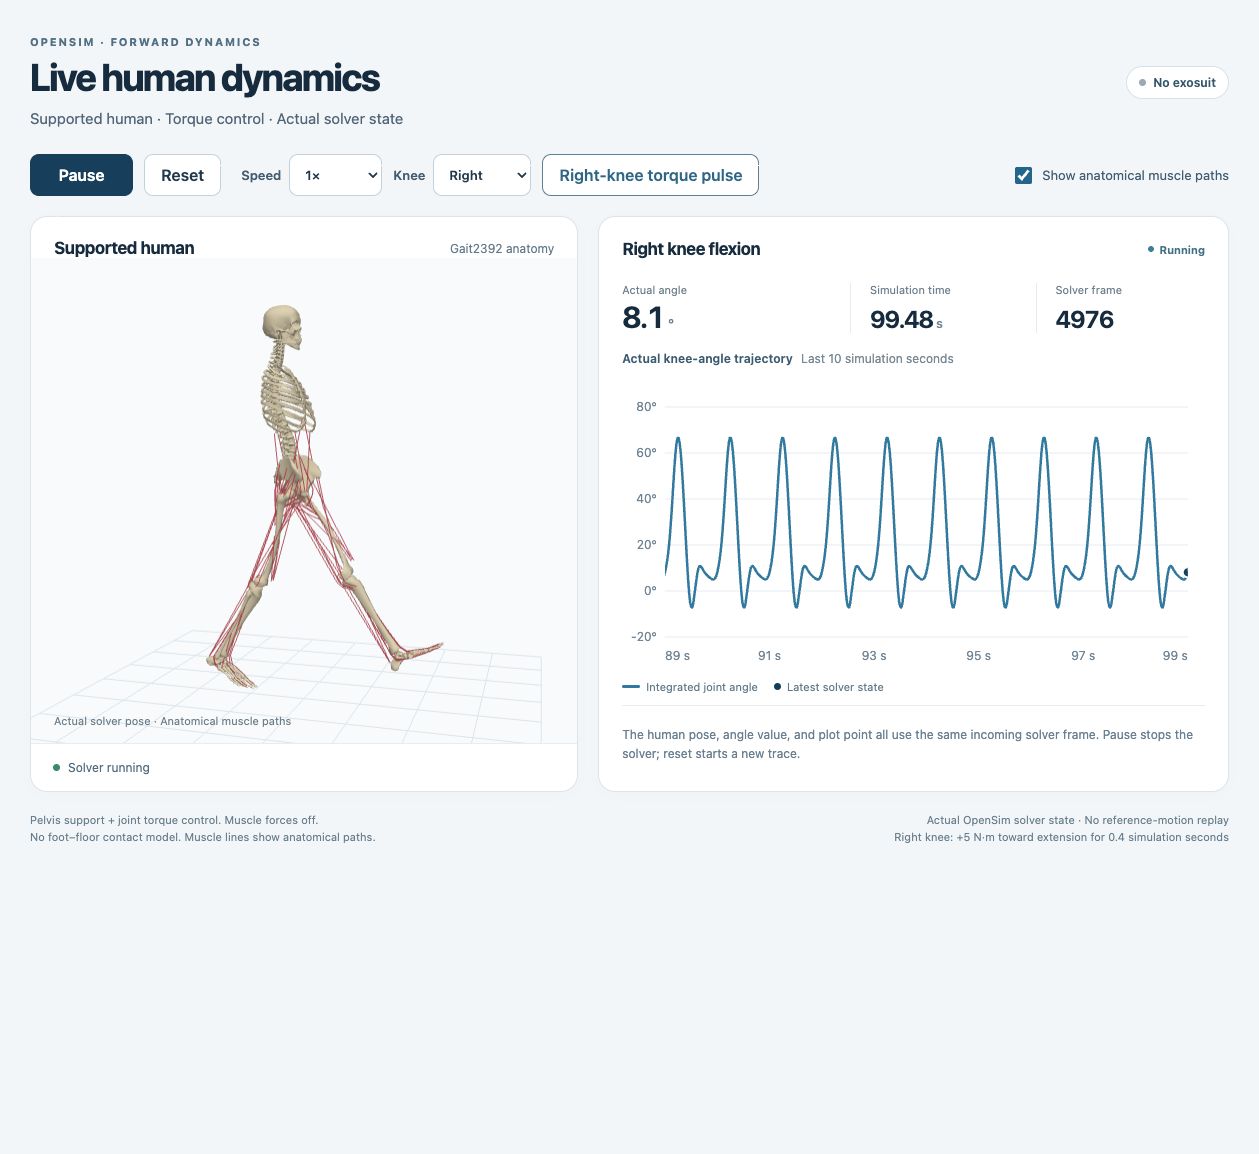 OPENSIM · FORWARD DYNAMICS
Live human dynamics
No exosuit
Supported human · Torque control · Actual solver state
Pause
Reset
Speed
1×
Knee
Right
Right-knee torque pulse
Show anatomical muscle paths
Supported human
Gait2392 anatomy
Actual solver pose · Anatomical muscle paths
Solver running
Right knee flexion
Running
Actual angle
8.1 °
Simulation time
99.48 s
Solver frame
4976
Actual knee-angle trajectory Last 10 simulation seconds
80°
60°
40°
20°
0°
-20°
89 s 91 s 93 s 95 s 97 s 99 s
Integrated joint angle
Latest solver state
The human pose, angle value, and plot point all use the same incoming solver frame. Pause stops the
solver; reset starts a new trace.
Pelvis support + joint torque control. Muscle forces off.
No foot–floor contact model. Muscle lines show anatomical paths.
Actual OpenSim solver state · No reference-motion replay
Right knee: +5 N·m toward extension for 0.4 simulation seconds